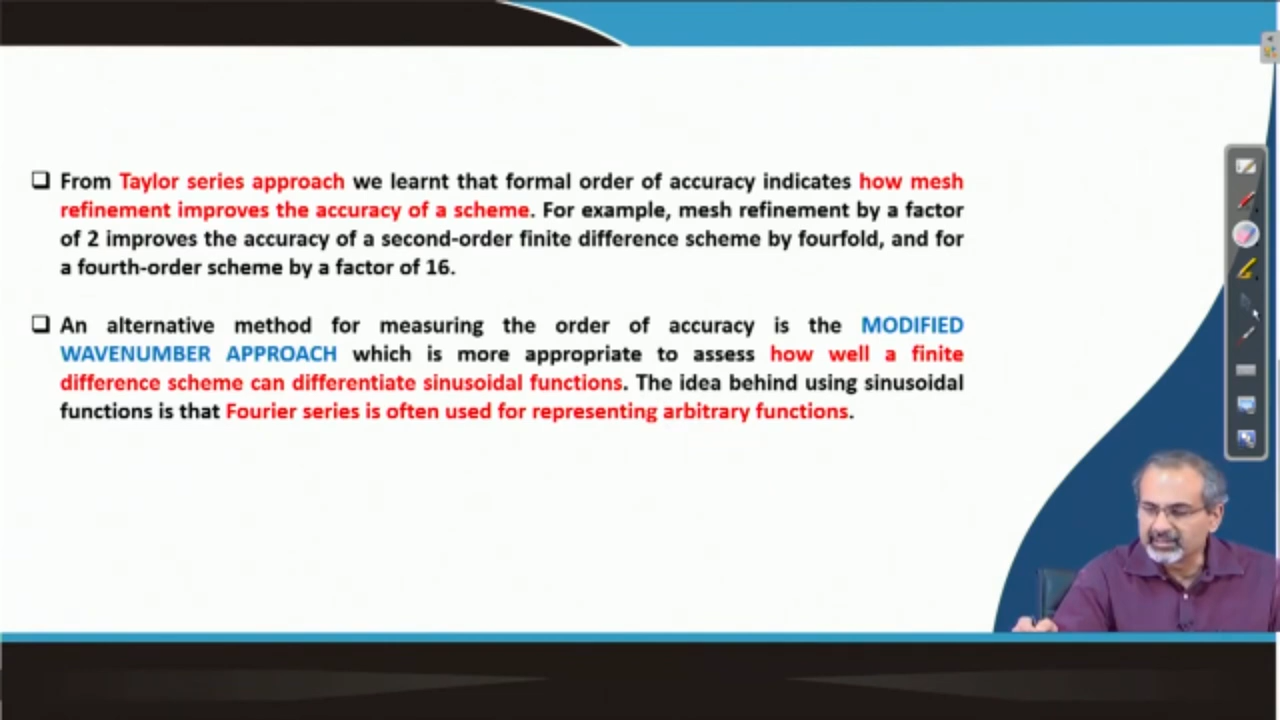 ❑ From Taylor series approach we learnt that formal order of accuracy indicates how mesh
refinement improves the accuracy of a scheme. For example, mesh refinement by a factor
of 2 improves the accuracy of a second-order finite difference scheme by fourfold, and for
a fourth-order scheme by a factor of 16.
❑ An alternative method for measuring the order of accuracy is the MODIFIED
WAVENUMBER APPROACH which is more appropriate to assess how well a finite
difference scheme can differentiate sinusoidal functions. The idea behind using sinusoidal
functions is that Fourier series is often used for representing arbitrary functions.